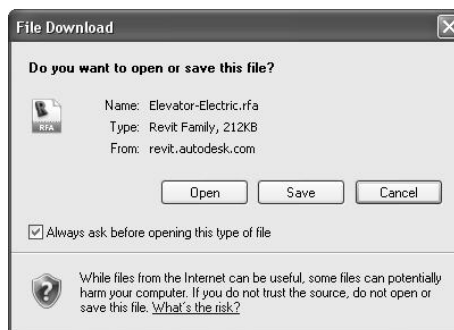 File Download
Do you want to open or save this file?
RFA
Name: Elevator-Electric.rfa
Type: Revit Family, 212KB
From: revit.autodesk.com
Open Save Cancel
Always ask before opening this type of file
While files from the Internet can be useful, some files can potentially
harm your computer. If you do not trust the source, do not open or
save this file. What's the risk?